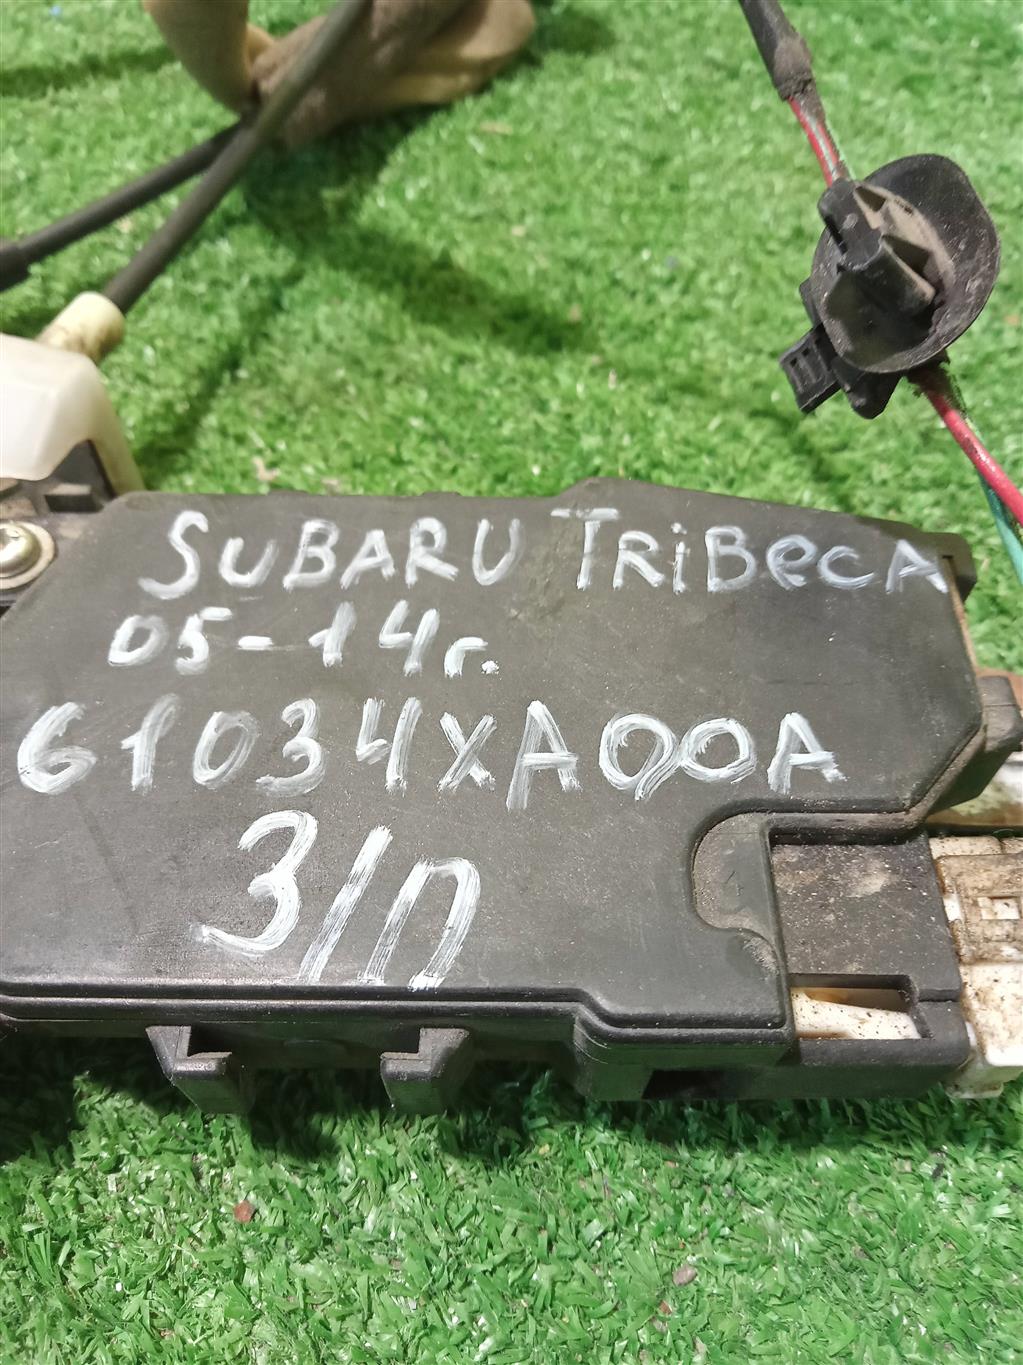 SUBARU TRIBECA
05-14г.
61034XA00A
З/П